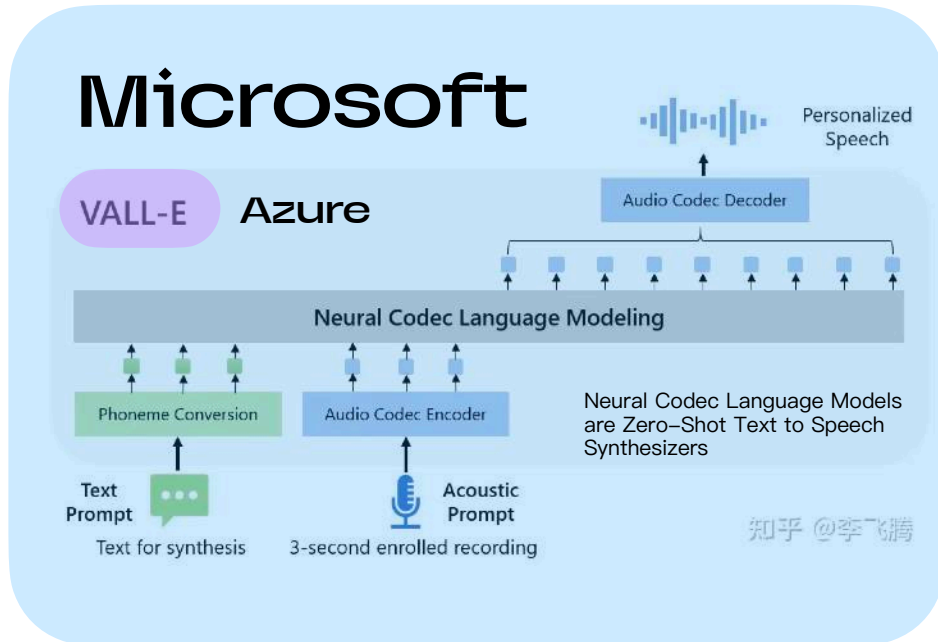 Microsoft
Personalized
Speech
VALL-E
Azure
Audio Codec Decoder
Neural Codec Language Modeling
Phoneme Conversion
Audio Codec Encoder
Neural Codec Language Models
are Zero-Shot Text to Speech
Synthesizers
Text
Prompt
Acoustic
Prompt
Text for synthesis
3-second enrolled recording
知乎 @李飞腾